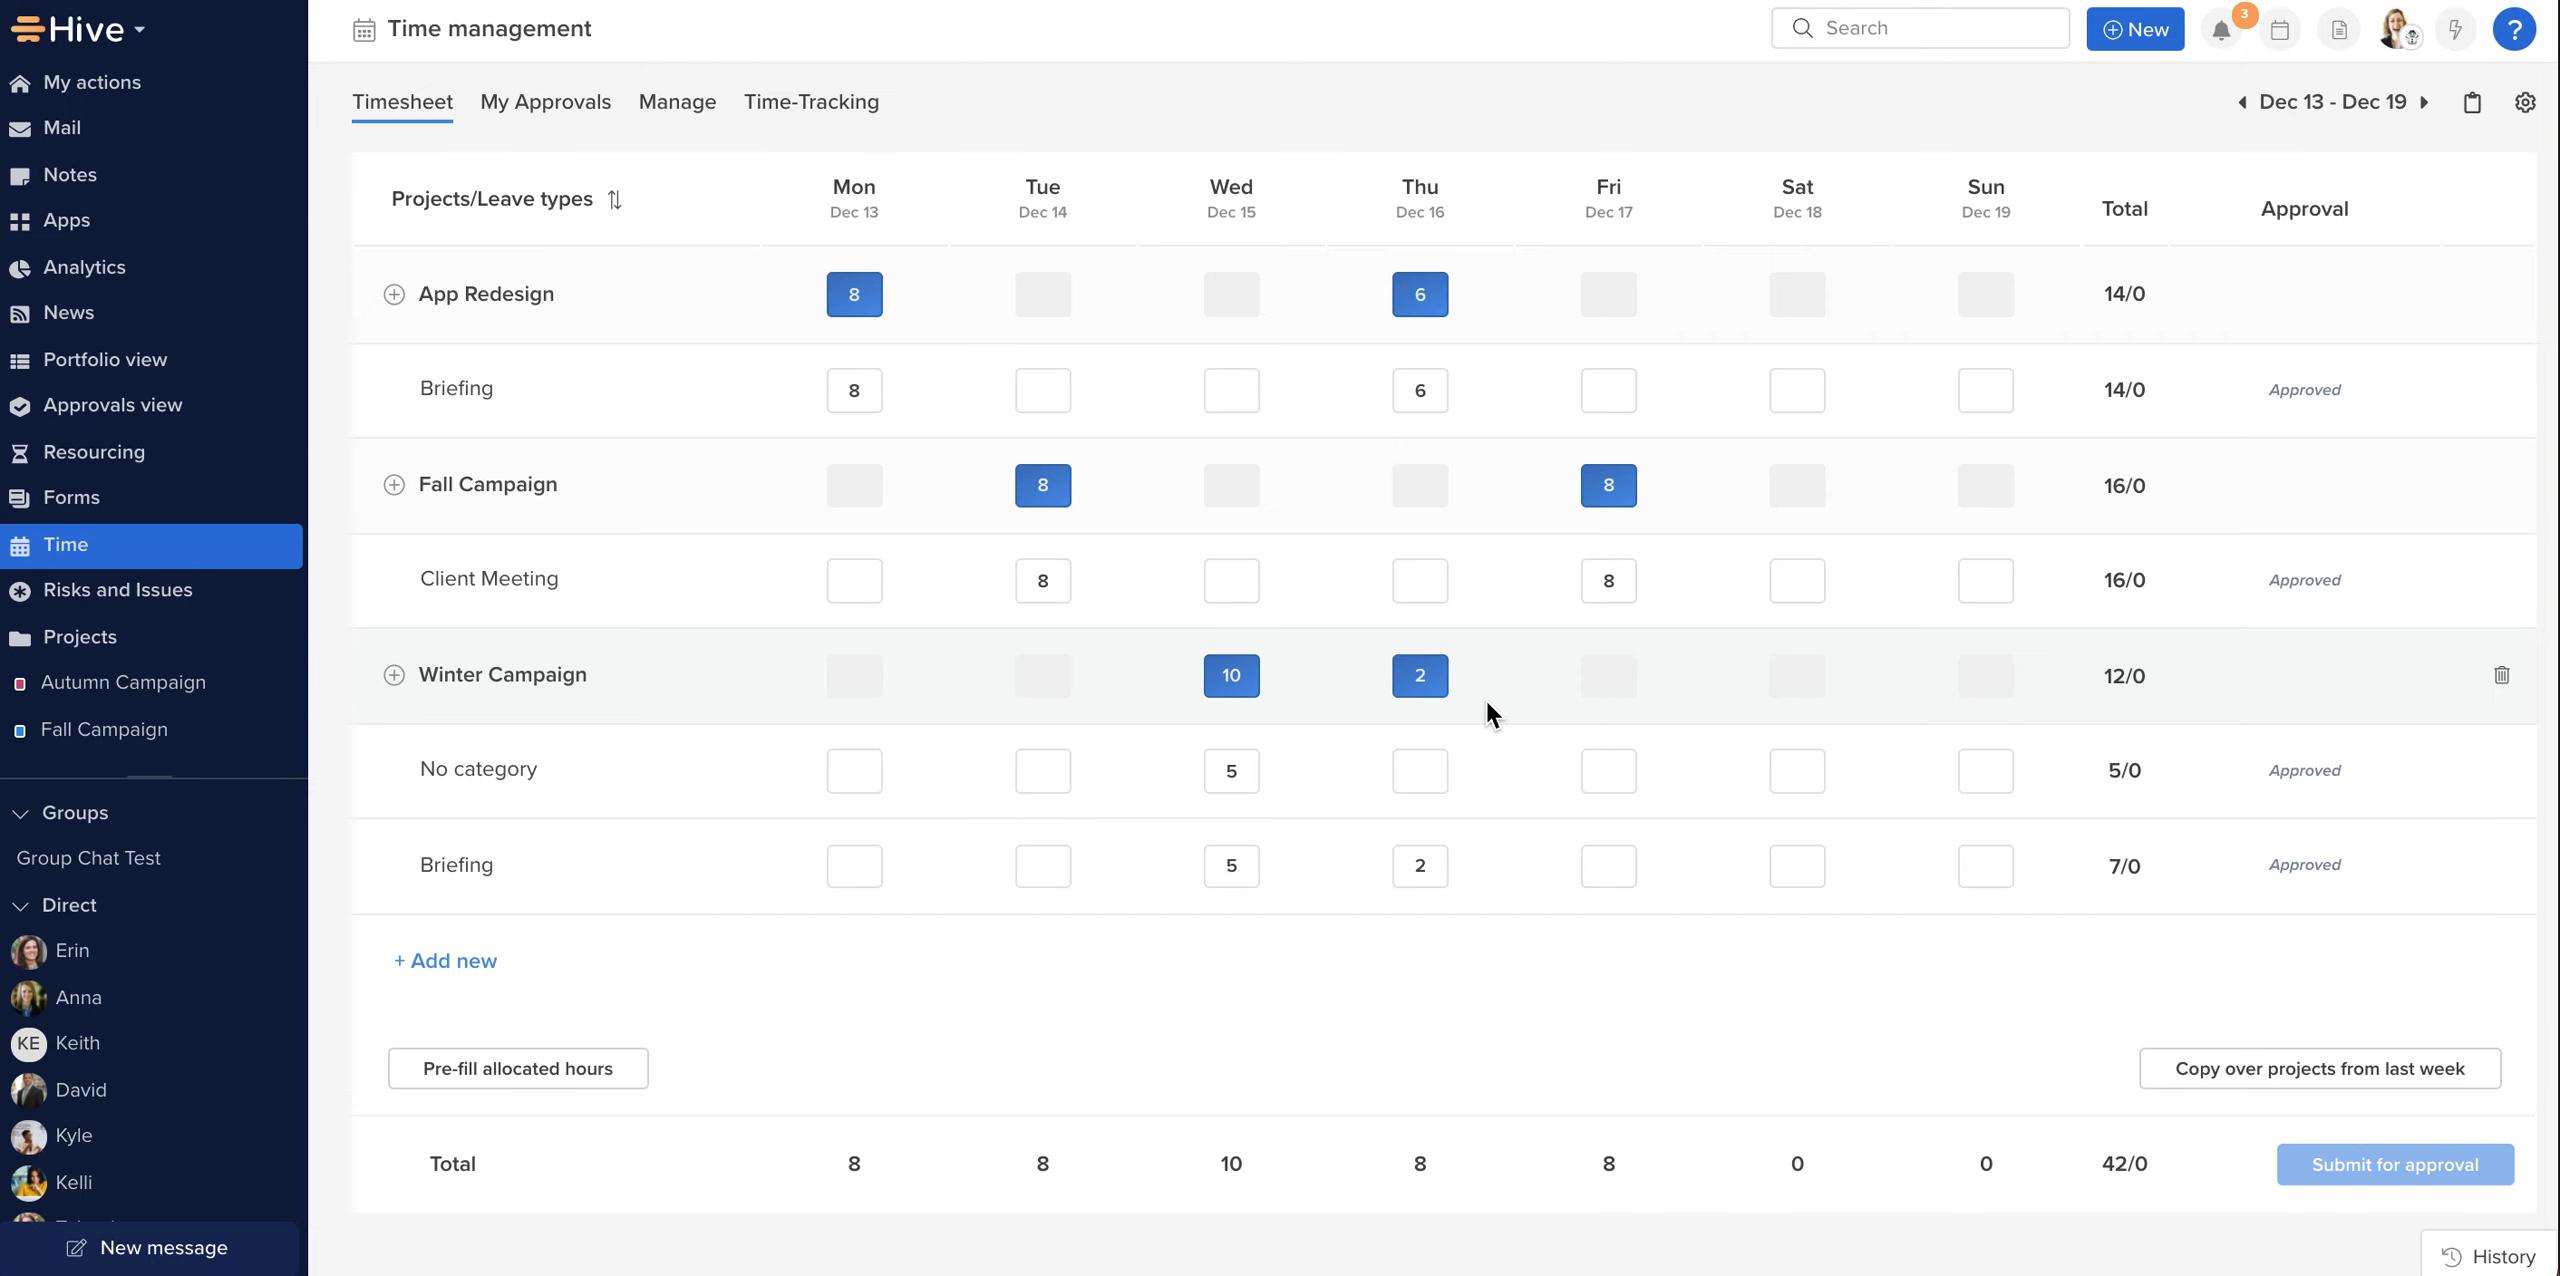 Hive
My actions
Mail
Notes
Apps
Analytics
News
Portfolio view
Approvals view
Resourcing
Forms
Time
Risks and Issues
Projects
Autumn Campaign
Fall Campaign
Groups
Group Chat Test
Direct
Erin
Anna
KE Keith
David
Kyle
Kelli
New message
Time management
Search
New
3
?
Timesheet My Approvals Manage Time-Tracking
Dec 13 - Dec 19
Projects/Leave types Mon Tue Wed Thu Fri Sat Sun Total Approval
Dec 13 Dec 14 Dec 15 Dec 16 Dec 17 Dec 18 Dec 19
App Redesign 8 6 14/0
Briefing 8 6 14/0 Approved
Fall Campaign 8 8 16/0
Client Meeting 8 8 16/0 Approved
Winter Campaign 10 2 12/0
No category 5 5/0 Approved
Briefing 5 2 7/0 Approved
+ Add new
Pre-fill allocated hours Copy over projects from last week
Total 8 8 10 8 8 0 0 42/0 Submit for approval
History